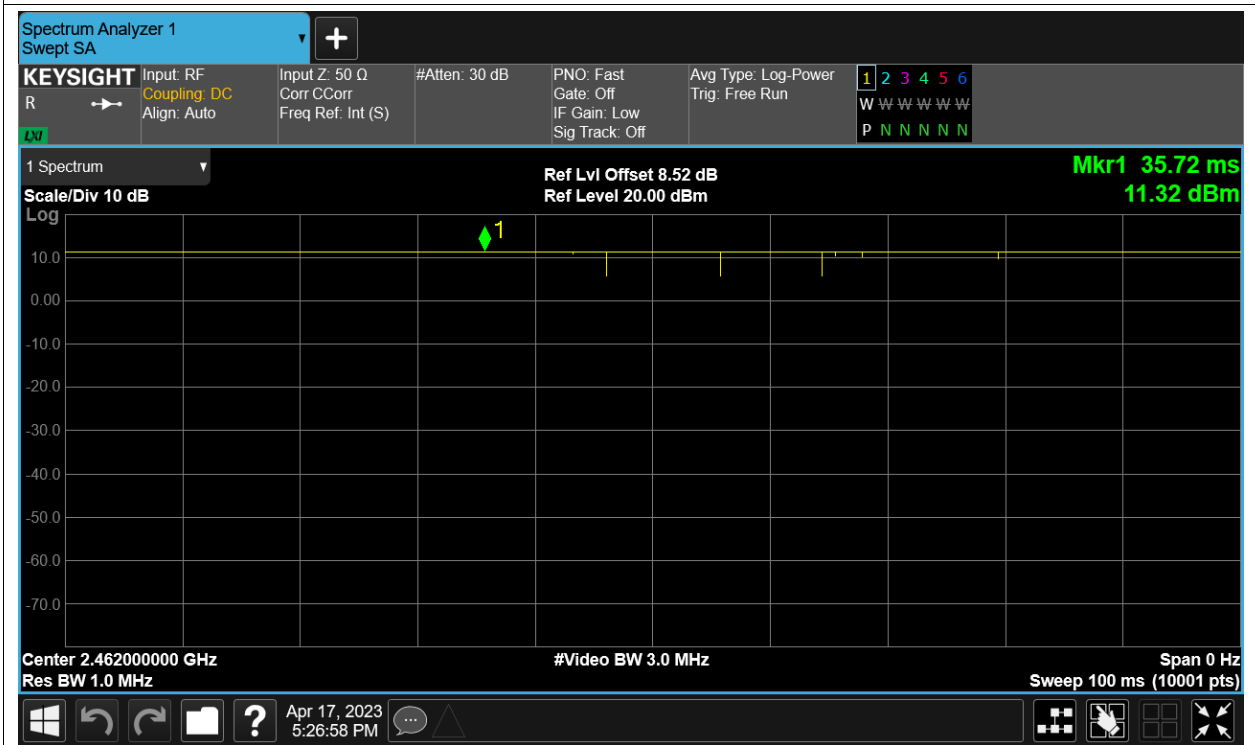 Spectrum Analyzer 1
Swept SA
KEYSIGHT
R
LXI
Input: RF
Coupling: DC
Align: Auto
Input Z: 50 Ω
Corr CCorr
Freq Ref: Int (S)
#Atten: 30 dB
PNO: Fast
Gate: Off
IF Gain: Low
Sig Track: Off
Avg Type: Log-Power
Trig: Free Run
1 2 3 4 5 6
W W W W W W
P N N N N N
1 Spectrum
Scale/Div 10 dB
Log
Ref Lvl Offset 8.52 dB
Ref Level 20.00 dBm
Mkr1 35.72 ms
11.32 dBm
1
10.0
0.00
-10.0
-20.0
-30.0
-40.0
-50.0
-60.0
-70.0
Center 2.462000000 GHz
Res BW 1.0 MHz
#Video BW 3.0 MHz
Span 0 Hz
Sweep 100 ms (10001 pts)
?
Apr 17, 2023
5:26:58 PM